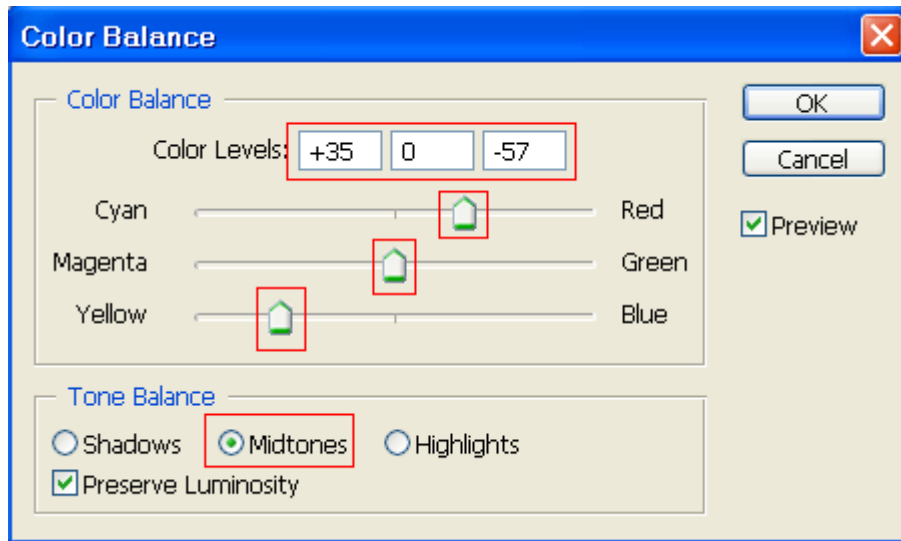 Color Balance
Color Balance
OK
Color Levels: +35 0 -57
Cancel
Cyan Red
Preview
Magenta Green
Yellow Blue
Tone Balance
Shadows Midtones Highlights
Preserve Luminosity